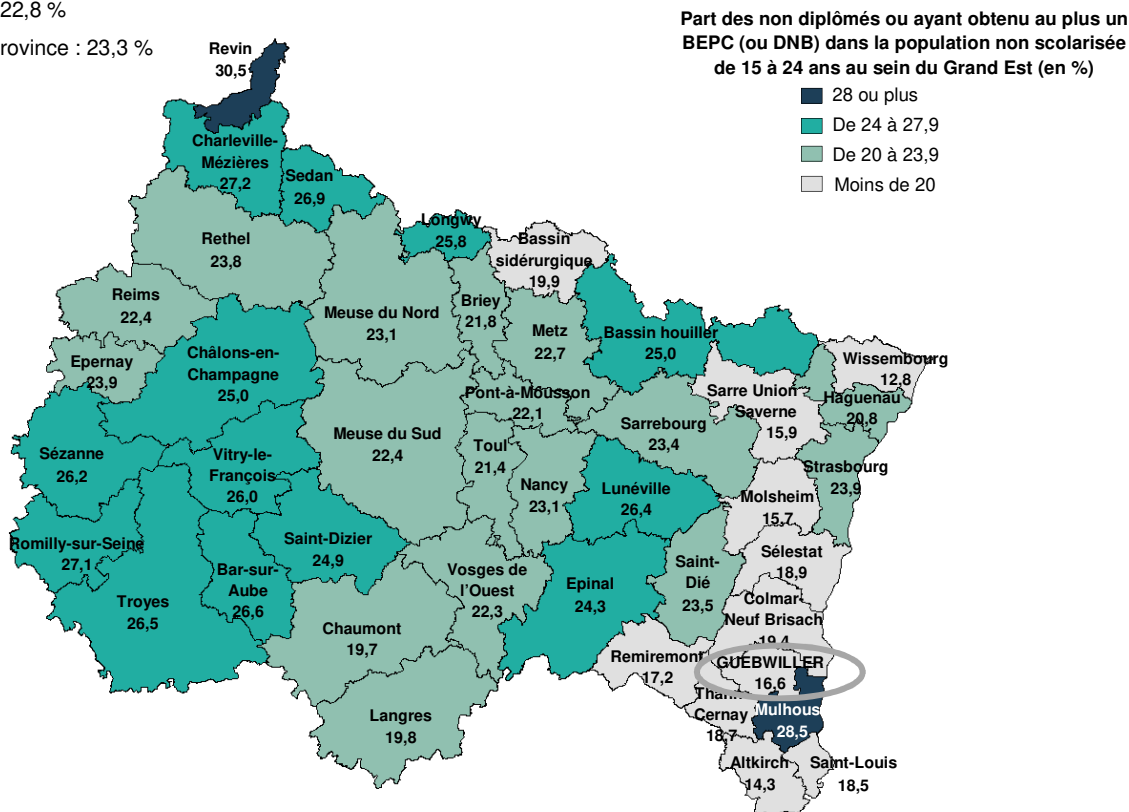 22,8 %
rovince : 23,3 %
Part des non diplômés ou ayant obtenu au plus un
BEPC (ou DNB) dans la population non scolarisée
de 15 à 24 ans au sein du Grand Est (en %)
28 ou plus
De 24 à 27,9
De 20 à 23,9
Moins de 20
Revin
30,5
Charleville-
Mézières
27,2
Sedan
26,9
Longwy
25,8
Bassin
sidérurgique
19,9
Rethel
23,8
Reims
22,4
Meuse du Nord
23,1
Briey
21,8
Metz
22,7
Bassin houiller
25,0
Wissembourg
12,8
Epernay
23,9
Châlons-en-
Champagne
25,0
Pont-à-Mousson
22,1
Sarre Union
Saverne
15,9
Haguenau
20,8
Sarrebourg
23,4
Sézanne
26,2
Vitry-le-
François
26,0
Meuse du Sud
22,4
Toul
21,4
Nancy
23,1
Lunéville
26,4
Strasbourg
23,9
Molsheim
15,7
Romilly-sur-Seine
27,1
Saint-Dizier
24,9
Sélestat
18,9
Troyes
26,5
Bar-sur-
Aube
26,6
Vosges de
l'Ouest
22,3
Epinal
24,3
Saint-
Dié
23,5
Colmar-
Neuf Brisach
19,4
Chaumont
19,7
Remiremont
17,2
GUEBWILLER
16,6
Langres
19,8
Thann-
Cernay
18,7
Mulhous
28,5
Altkirch
14,3
Saint-Louis
18,5